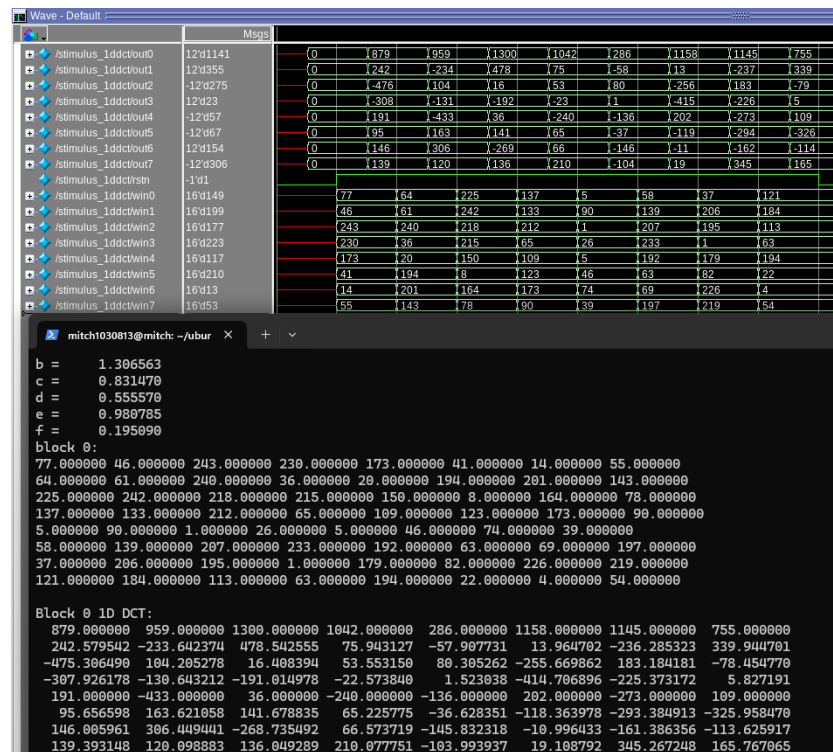 Wave - Default
Msgs
/stimulus_1ddct/out0 12'd1141 0 879 959 1300 1042 286 1158 1145 755
/stimulus_1ddct/out1 12'd355 0 242 -234 478 75 -58 13 -237 339
/stimulus_1ddct/out2 -12'd275 0 -476 104 16 53 80 -256 183 -79
/stimulus_1ddct/out3 12'd23 0 -308 -131 -192 -23 1 -415 -226 5
/stimulus_1ddct/out4 -12'd57 0 191 -433 36 -240 -136 202 -273 109
/stimulus_1ddct/out5 -12'd67 0 95 163 141 65 -37 -119 -294 -326
/stimulus_1ddct/out6 12'd154 0 146 306 -269 66 -146 -11 -162 -114
/stimulus_1ddct/out7 -12'd306 0 139 120 136 210 -104 19 345 165
/stimulus_1ddct/rstn -1'd1
/stimulus_1ddct/win0 16'd149 77 64 225 137 5 58 37 121
/stimulus_1ddct/win1 16'd199 46 61 242 133 90 139 206 184
/stimulus_1ddct/win2 16'd177 243 240 218 212 1 207 195 113
/stimulus_1ddct/win3 16'd223 230 36 215 65 26 233 1 63
/stimulus_1ddct/win4 16'd117 173 20 150 109 5 192 179 194
/stimulus_1ddct/win5 16'd210 41 194 8 123 46 63 82 22
/stimulus_1ddct/win6 16'd13 14 201 164 173 74 69 226 4
/stimulus_1ddct/win7 16'd53 55 143 78 90 39 197 219 54
mitch1030813@mitch: ~/ubur × + ⌄
b = 1.306563
c = 0.831470
d = 0.555570
e = 0.980785
f = 0.195090
block 0:
77.000000 46.000000 243.000000 230.000000 173.000000 41.000000 14.000000 55.000000
64.000000 61.000000 240.000000 36.000000 20.000000 194.000000 201.000000 143.000000
225.000000 242.000000 218.000000 215.000000 150.000000 8.000000 164.000000 78.000000
137.000000 133.000000 212.000000 65.000000 109.000000 123.000000 173.000000 90.000000
5.000000 90.000000 1.000000 26.000000 5.000000 46.000000 74.000000 39.000000
58.000000 139.000000 207.000000 233.000000 192.000000 63.000000 69.000000 197.000000
37.000000 206.000000 195.000000 1.000000 179.000000 82.000000 226.000000 219.000000
121.000000 184.000000 113.000000 63.000000 194.000000 22.000000 4.000000 54.000000
Block 0 1D DCT:
879.000000 959.000000 1300.000000 1042.000000 286.000000 1158.000000 1145.000000 755.000000
242.579542 -233.642374 478.542555 75.943127 -57.907731 13.964702 -236.285323 339.944701
-475.306490 104.205278 16.408394 53.553150 80.305262 -255.669862 183.184181 -78.454770
-307.926178 -130.643212 -191.014978 -22.573840 1.523038 -414.706896 -225.373172 5.827191
191.000000 -433.000000 36.000000 -240.000000 -136.000000 202.000000 -273.000000 109.000000
95.656598 163.621058 141.678835 65.225775 -36.628351 -118.363978 -293.384913 -325.958470
146.005961 306.449441 -268.735492 66.573719 -145.832318 -10.996433 -161.386356 -113.625917
139.393148 120.098883 136.049289 210.077751 -103.993937 19.108792 345.267248 165.767065